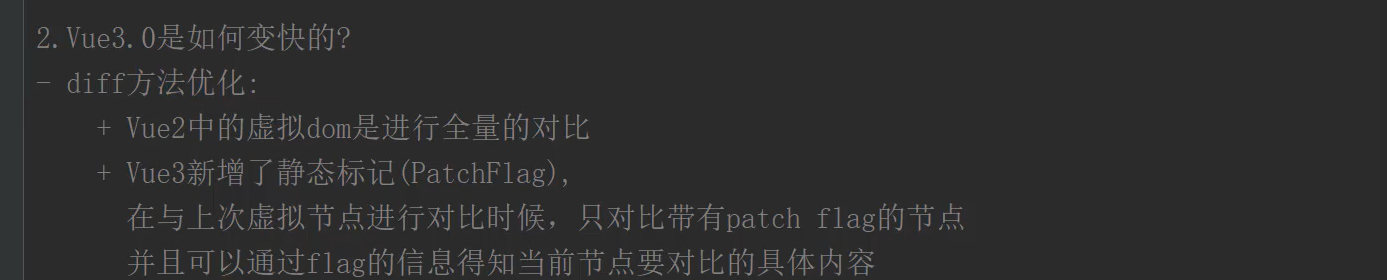 2.Vue3.0是如何变快的?
- diff方法优化:
+ Vue2中的虚拟dom是进行全量的对比
+ Vue3新增了静态标记(PatchFlag),
在与上次虚拟节点进行对比时候，只对比带有patch flag的节点
并且可以通过flag的信息得知当前节点要对比的具体内容